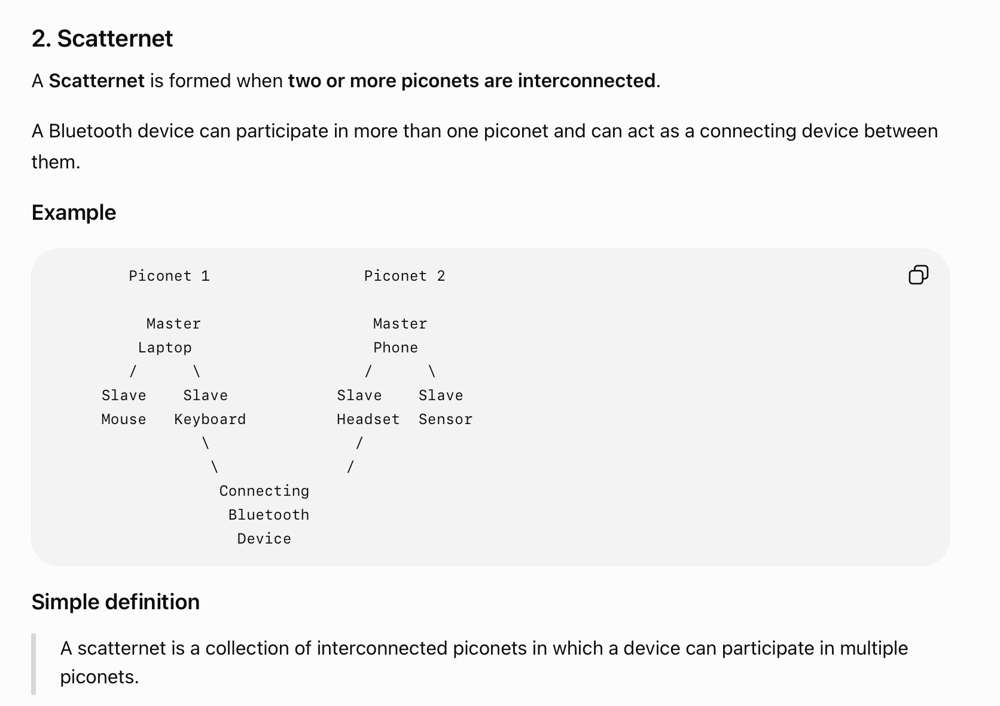 2. Scatternet
A Scatternet is formed when two or more piconets are interconnected.
A Bluetooth device can participate in more than one piconet and can act as a connecting device between
them.
Example
Piconet 1                 Piconet 2
Master                   Master
Laptop                    Phone
/      \                  /      \
Slave    Slave            Slave    Slave
Mouse   Keyboard          Headset  Sensor
\                /
\              /
Connecting
Bluetooth
Device
Simple definition
A scatternet is a collection of interconnected piconets in which a device can participate in multiple
piconets.